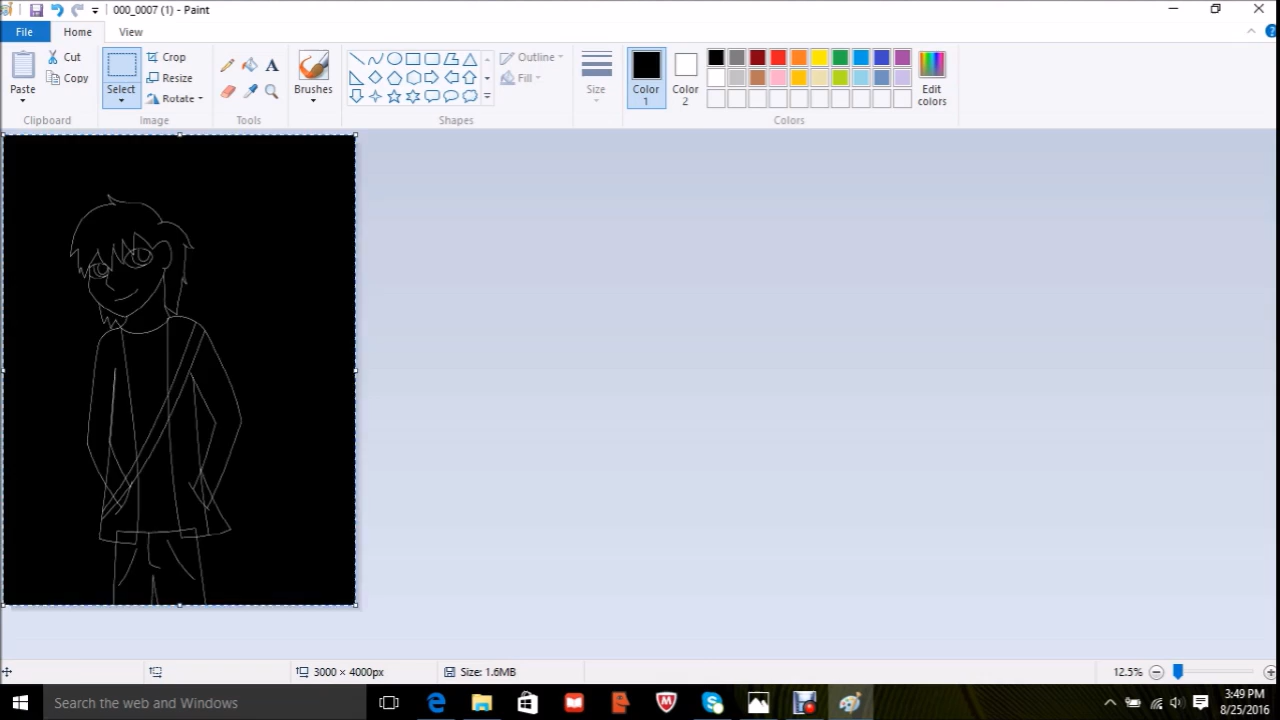 000_0007 (1) - Paint
File
Home
View
Paste
Cut
Copy
Clipboard
Select
Crop
Resize
Rotate
Image
A
Tools
Brushes
Outline
Fill
Shapes
Size
Color
1
Color
2
Edit
colors
Colors
3000 × 4000px
Size: 1.6MB
12.5%
Search the web and Windows
3:49 PM
8/25/2016